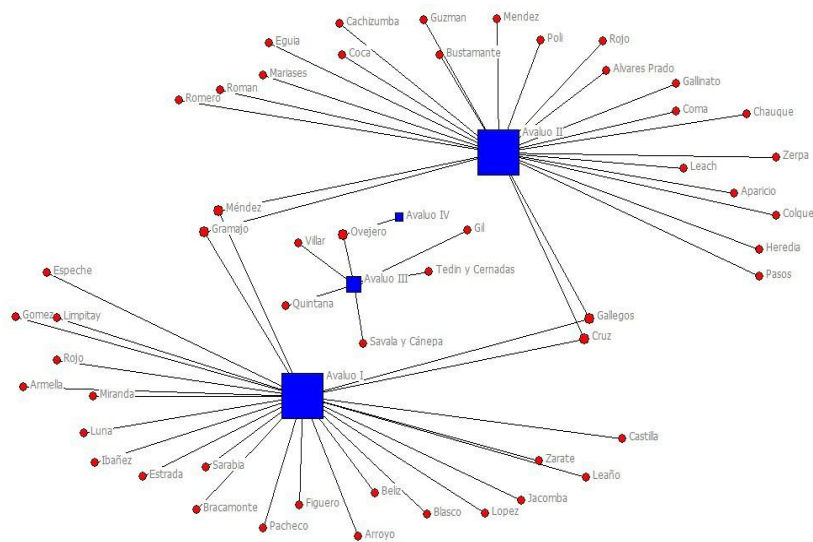 Guzman
Mendez
Cachizumba
Poli
Rojo
Eguia
Coca
Bustamante
Mariases
Alvares Prado
Roman
Gallinato
Romero
Coma
Chauque
Avaluo II
Zerpa
Leach
Aparicio
Méndez
Avaluo IV
Colque
Gramajo
Ovejero
Gil
Villar
Heredia
Espeche
Tedin y Cernadas
Pasos
Avaluo III
Quintana
Gomez
Limpitay
Gallegos
Savala y Cánepa
Cruz
Rojo
Avaluo I
Armella
Miranda
Luna
Castilla
Ibañez
Sarabia
Zarate
Estrada
Leaño
Beliz
Jacomba
Figuero
Bracamonte
Blasco
Lopez
Pacheco
Arroyo